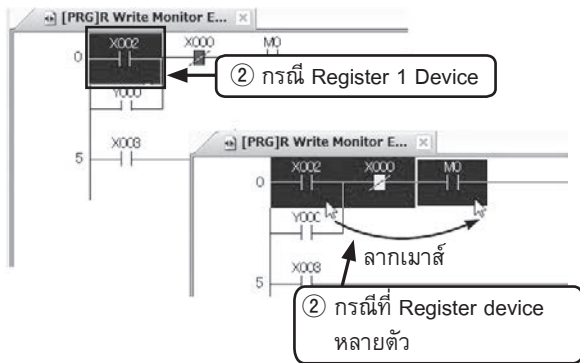 [PRG]R Write Monitor E...
X002 X000 M0
0
② กรณี Register 1 Device
Y000
X003
5
[PRG]R Write Monitor E...
X002 X000 M0
0
Y000
ลากเมาส์
X003
5
② กรณีที่ Register device
หลายตัว